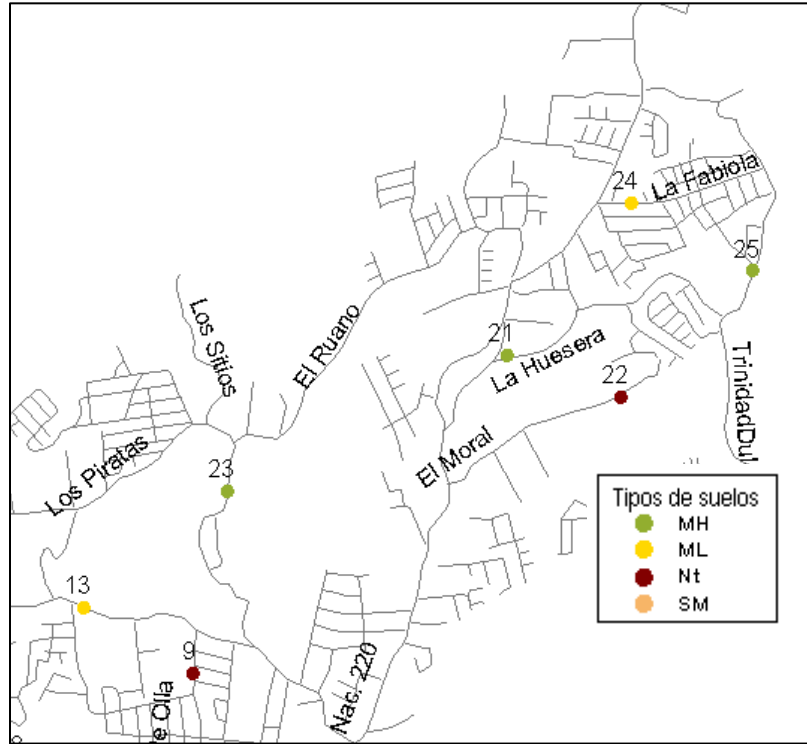 24
La Fabiola
25
Los Sitios
El Ruano
21
La Huesera
22
TrinidadDul
Los Piratas
23
El Moral
13
9
e Olla
Nac. 220
Tipos de suelos
MH
ML
Nt
SM